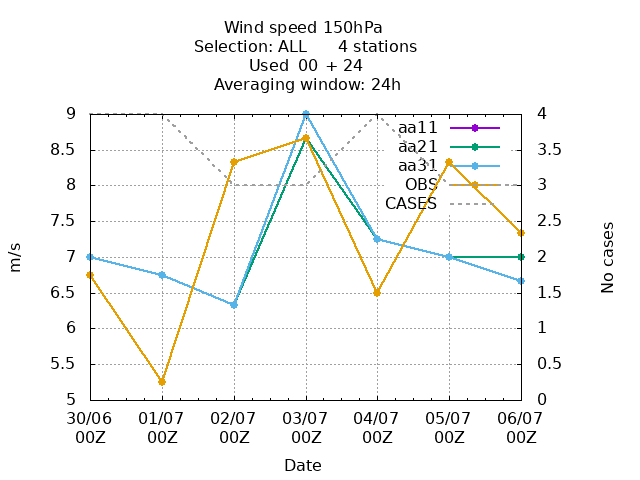 Wind speed 150hPa
Selection: ALL 4 stations
Used 00 + 24
Averaging window: 24h
9 4
aa11
aa21
8.5 3.5
aa31
8 OBS 3
CASES
7.5 2.5
m/s
No cases
7 2
6.5 1.5
6 1
5.5 0.5
5 0
30/06 01/07 02/07 03/07 04/07 05/07 06/07
00Z 00Z 00Z 00Z 00Z 00Z 00Z
Date